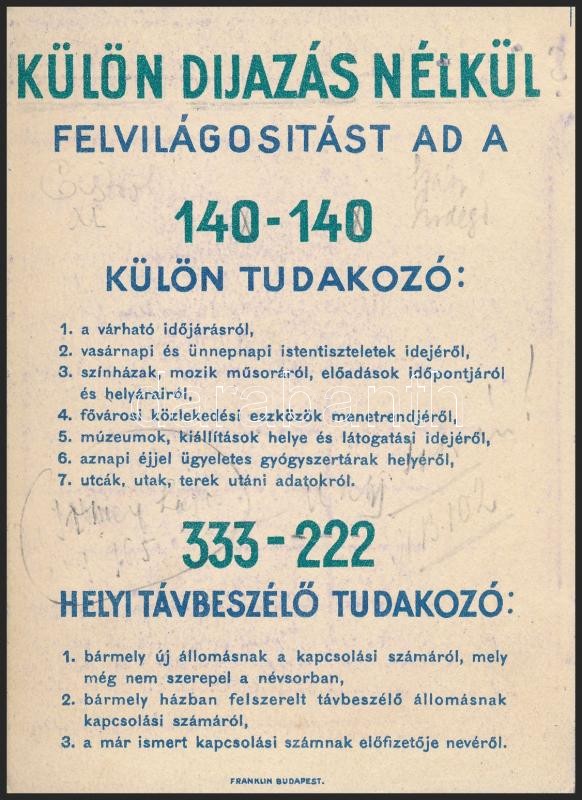 KÜLÖN DIJAZÁS NÉLKÜL
FELVILÁGOSITÁST AD A
140-140
KÜLÖN TUDAKOZÓ:
1. a várható időjárásról,
2. vasárnapi és ünnepnapi istentiszteletek idejéről,
3. színházak, mozik műsoráról, előadások időpontjáról
és helyárairól,
4. fővárosi közlekedési eszközök menetrendjéről,
5. múzeumok, kiállítások helye és látogatási idejéről,
6. aznapi éjjel ügyeletes gyógyszertárak helyéről,
7. utcák, utak, terek utáni adatokról.
darabanth
333-222
HELYI TÁVBESZÉLŐ TUDAKOZÓ:
1. bármely új állomásnak a kapcsolási számáról, mely
még nem szerepel a névsorban,
2. bármely házban felszerelt távbeszélő állomásnak
kapcsolási számáról,
3. a már ismert kapcsolási számnak előfizetője nevéről.
FRANKLIN BUDAPEST.